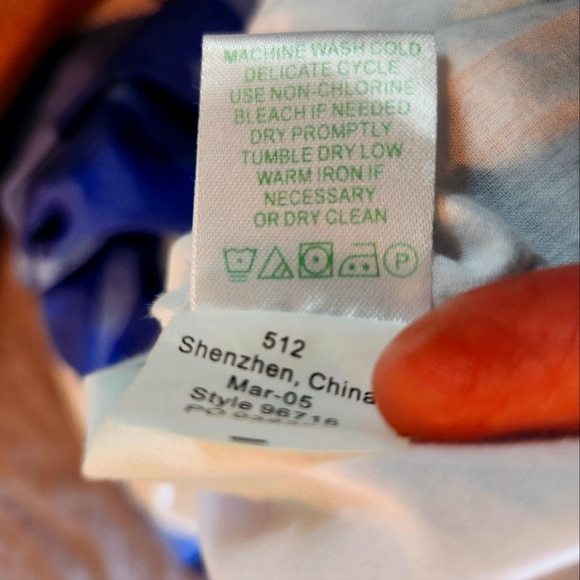 MACHINE WASH COLD
DELICATE CYCLE
USE NON-CHLORINE
BLEACH IF NEEDED
DRY PROMPTLY
TUMBLE DRY LOW
WARM IRON IF
NECESSARY
OR DRY CLEAN
P
512
Shenzhen, China
Mar-05
Style 96716
PO